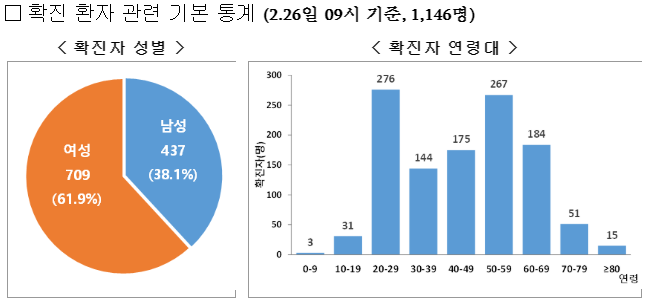 □ 확진 환자 관련 기본 통계 (2.26일 09시 기준, 1,146명)
< 확진자 성별 >
남성
437
(38.1%)
여성
709
(61.9%)
< 확진자 연령대 >
확진자(명)
300
250
200
150
100
50
0
3
31
276
144
175
267
184
51
15
0-9 10-19 20-29 30-39 40-49 50-59 60-69 70-79 ≥80
연령